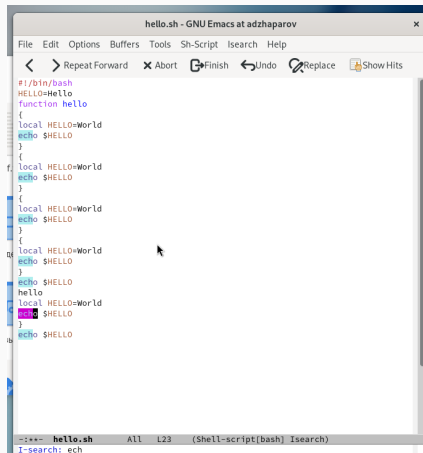 hello.sh - GNU Emacs at adzhaparov ×
File Edit Options Buffers Tools Sh-Script Isearch Help
Repeat Forward Abort Finish Undo Replace Show Hits
#!/bin/bash
HELLO=Hello
function hello
{
local HELLO=World
echo $HELLO
}
{
local HELLO=World
echo $HELLO
}
{
local HELLO=World
echo $HELLO
}
{
local HELLO=World
echo $HELLO
}
echo $HELLO
hello
local HELLO=World
echo $HELLO
}
echo $HELLO
-:**- hello.sh All L23 (Shell-script[bash] Isearch)
I-search: ech